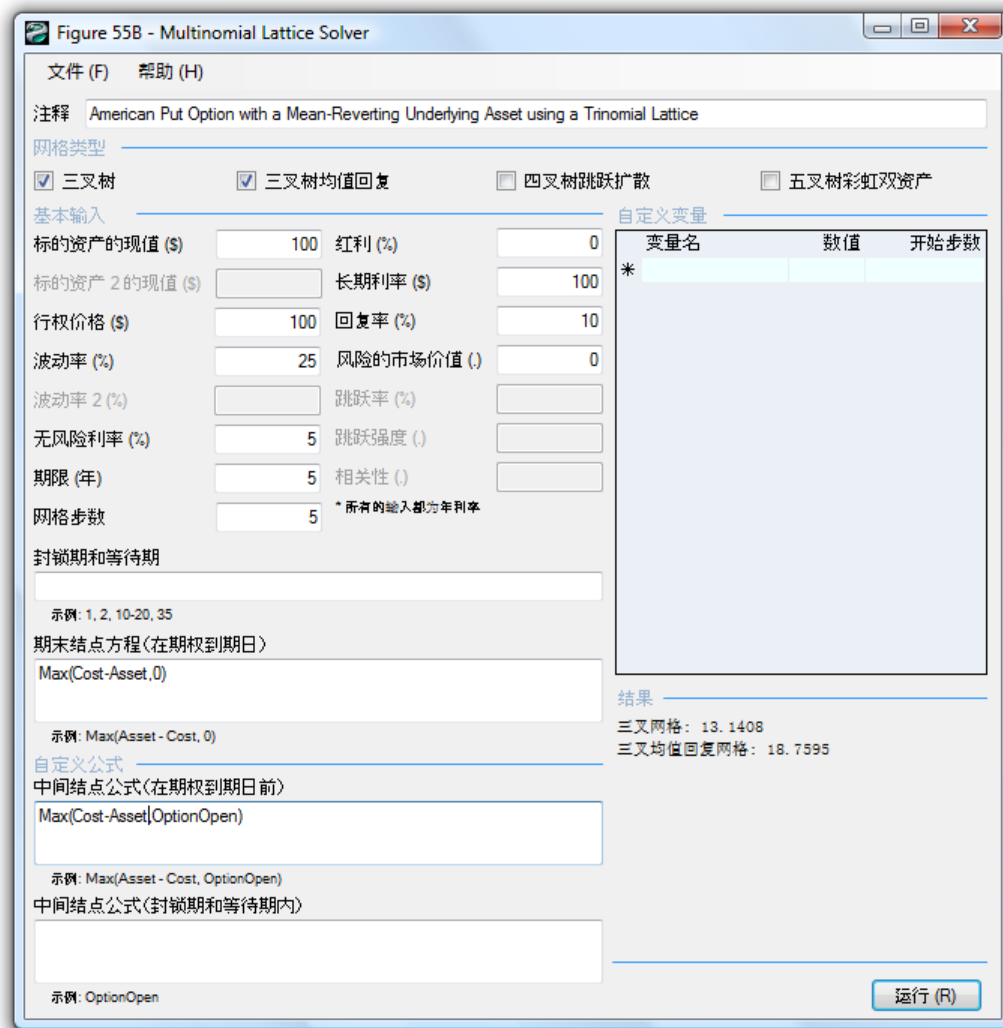 Figure 55B - Multinomial Lattice Solver
文件 (F) 帮助 (H)
注释 American Put Option with a Mean-Reverting Underlying Asset using a Trinomial Lattice
网格类型
三叉树 三叉树均值回复 四叉树跳跃扩散 五叉树彩虹双资产
基本输入
标的资产的现值 ($) 100 红利 (%) 0
标的资产 2 的现值 ($) 长期利率 ($) 100
行权价格 ($) 100 回复率 (%) 10
波动率 (%) 25 风险的市场价值 (.) 0
波动率 2 (%) 跳跃率 (%)
无风险利率 (%) 5 跳跃强度 (.)
期限 (年) 5 相关性 (.)
网格步数 5 * 所有的输入都为年利率
封锁期和等待期
示例: 1, 2, 10-20, 35
期末结点方程(在期权到期日)
Max(Cost-Asset,0)
示例: Max(Asset - Cost, 0)
自定义公式
中间结点公式(在期权到期日前)
Max(Cost-Asset,OptionOpen)
示例: Max(Asset - Cost, OptionOpen)
中间结点公式(封锁期和等待期内)
示例: OptionOpen
自定义变量
变量名 数值 开始步数
*
结果
三叉网格: 13.1408
三叉均值回复网格: 18.7595
运行 (R)